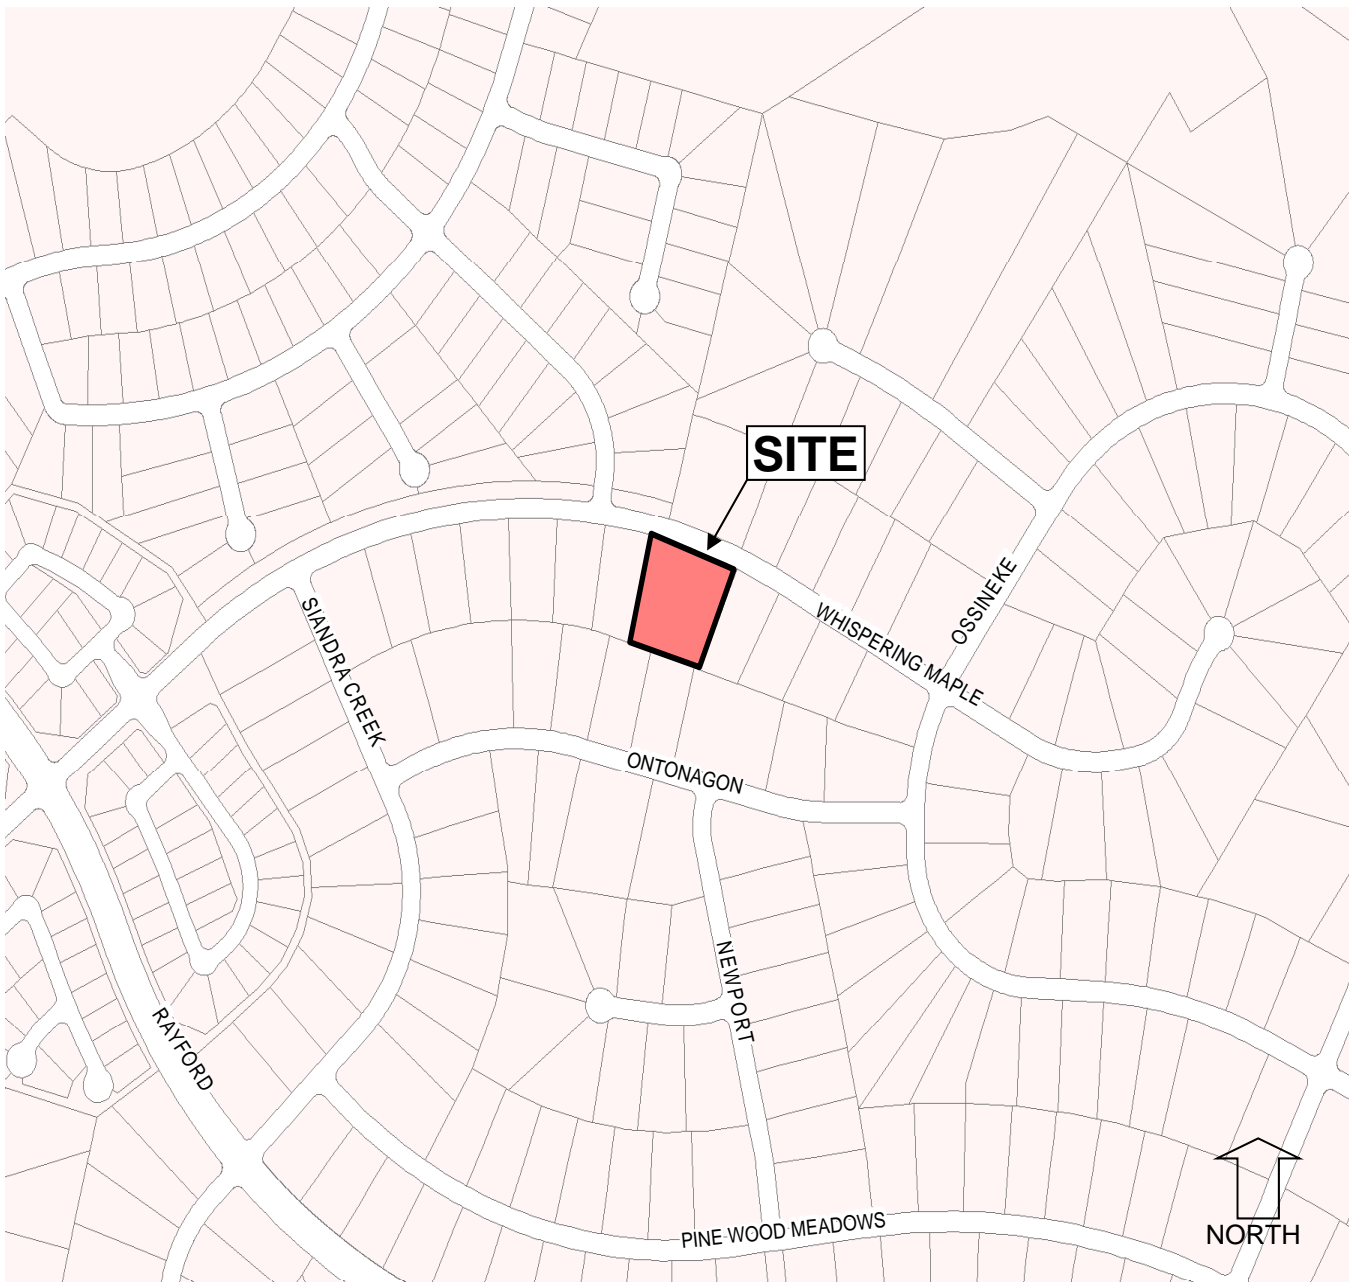 SITE
OSSINEKE
SIANDRA CREEK
WHISPERING MAPLE
ONTONAGON
NEWPORT
RAYFORD
PINE WOOD MEADOWS
NORTH